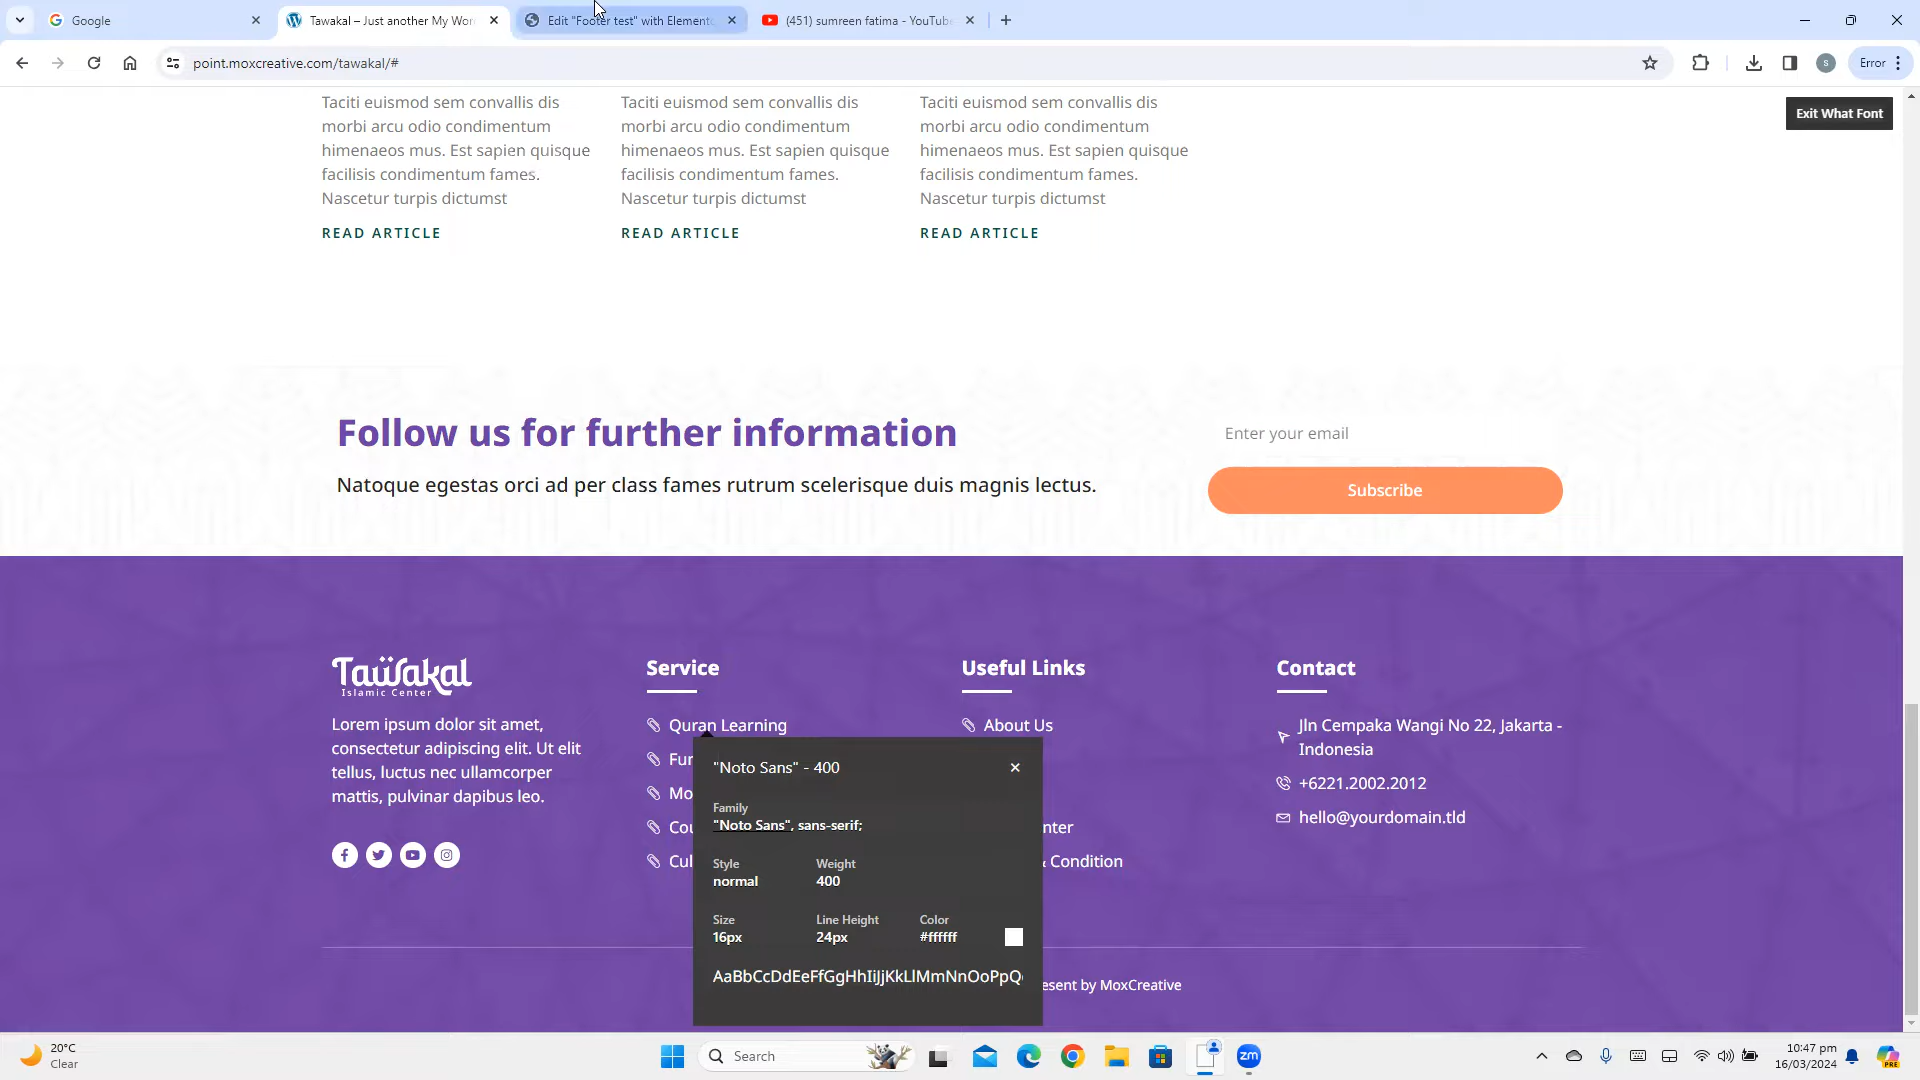 Google
Tawakal – Just another My Wor
Edit "Footer test" with Elemento
(451) sumreen fatima - YouTube
point.moxcreative.com/tawakal/#
Error
Exit What Font
Taciti euismod sem convallis dis
morbi arcu odio condimentum
himenaeos mus. Est sapien quisque
facilisis condimentum fames.
Nascetur turpis dictumst
READ ARTICLE
Taciti euismod sem convallis dis
morbi arcu odio condimentum
himenaeos mus. Est sapien quisque
facilisis condimentum fames.
Nascetur turpis dictumst
READ ARTICLE
Taciti euismod sem convallis dis
morbi arcu odio condimentum
himenaeos mus. Est sapien quisque
facilisis condimentum fames.
Nascetur turpis dictumst
READ ARTICLE
Follow us for further information
Natoque egestas orci ad per class fames rutrum scelerisque duis magnis lectus.
Enter your email
Subscribe
Tawakal
Islamic Center
Lorem ipsum dolor sit amet,
consectetur adipiscing elit. Ut elit
tellus, luctus nec ullamcorper
mattis, pulvinar dapibus leo.
Service
Quran Learning
Fur
Mo
Cou
Cul
Useful Links
About Us
nter
& Condition
Contact
Jln Cempaka Wangi No 22, Jakarta -
Indonesia
+6221.2002.2012
hello@yourdomain.tld
"Noto Sans" - 400
Family
"Noto Sans", sans-serif;
Style
normal
Weight
400
Size
16px
Line Height
24px
Color
#ffffff
AaBbCcDdEeFfGgHhIiJjKkLlMmNnOoPpQ
esent by MoxCreative
20°C
Clear
Search
zm
10:47 pm
16/03/2024
PRE